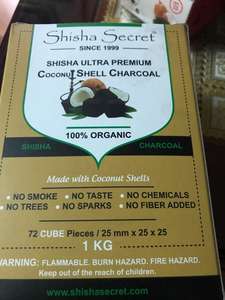 Shisha Secret
SINCE 1999
SHISHA ULTRA PREMIUM
COCONUT SHELL CHARCOAL
100% ORGANIC
SHISHA CHARCOAL
Made with Coconut Shells
• NO SMOKE • NO TASTE • NO CHEMICALS
• NO TREES • NO SPARKS • NO FIBER ADDED
72 CUBE Pieces / 25 mm x 25 x 25
1 KG
WARNING: FLAMMABLE. BURN HAZARD. FIRE HAZARD.
Keep out of the reach of children.
www.shishasecret.com